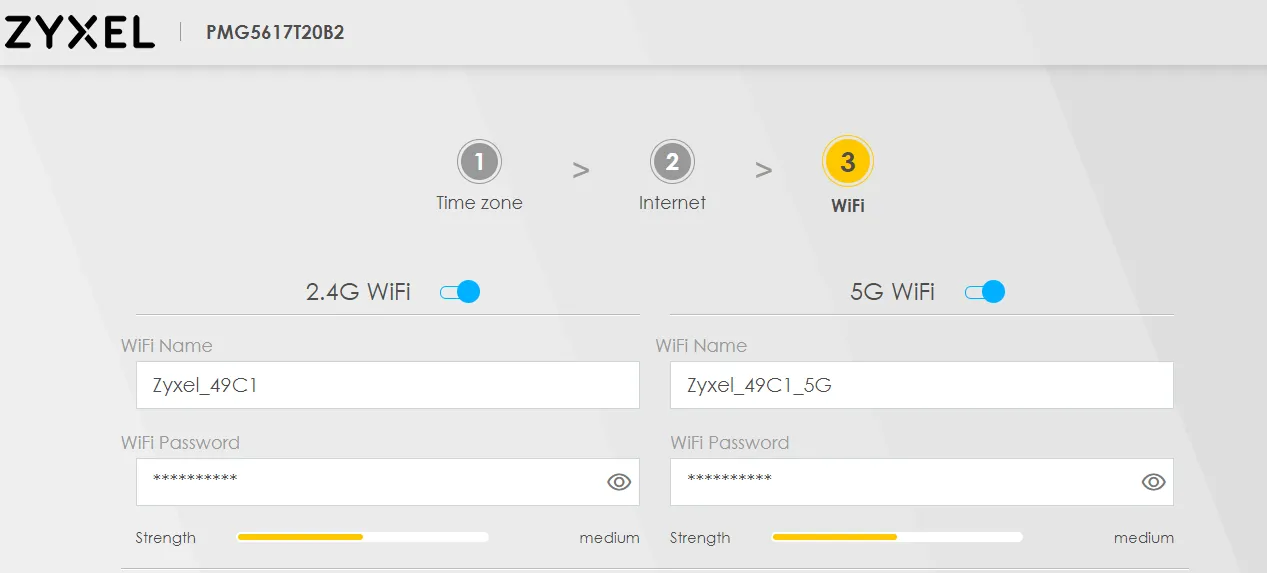 ZYXEL | PMG5617T20B2
1 > 2 > 3
Time zone Internet WiFi
2.4G WiFi 5G WiFi
WiFi Name WiFi Name
Zyxel_49C1 Zyxel_49C1_5G
WiFi Password WiFi Password
********** **********
Strength medium Strength medium